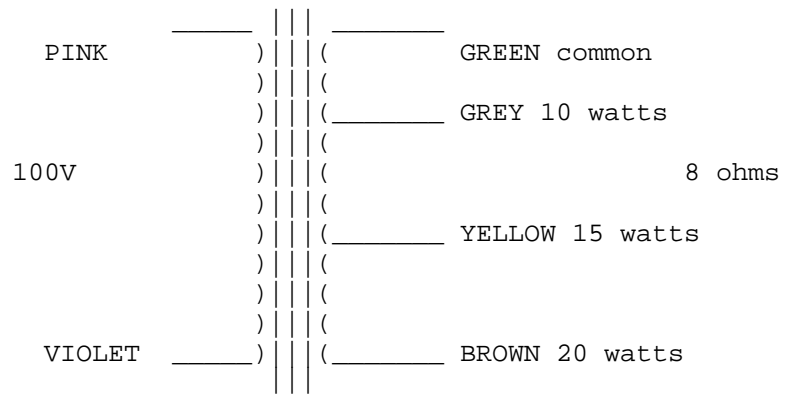 PINK GREEN common
GREY 10 watts
100V 8 ohms
YELLOW 15 watts
VIOLET BROWN 20 watts